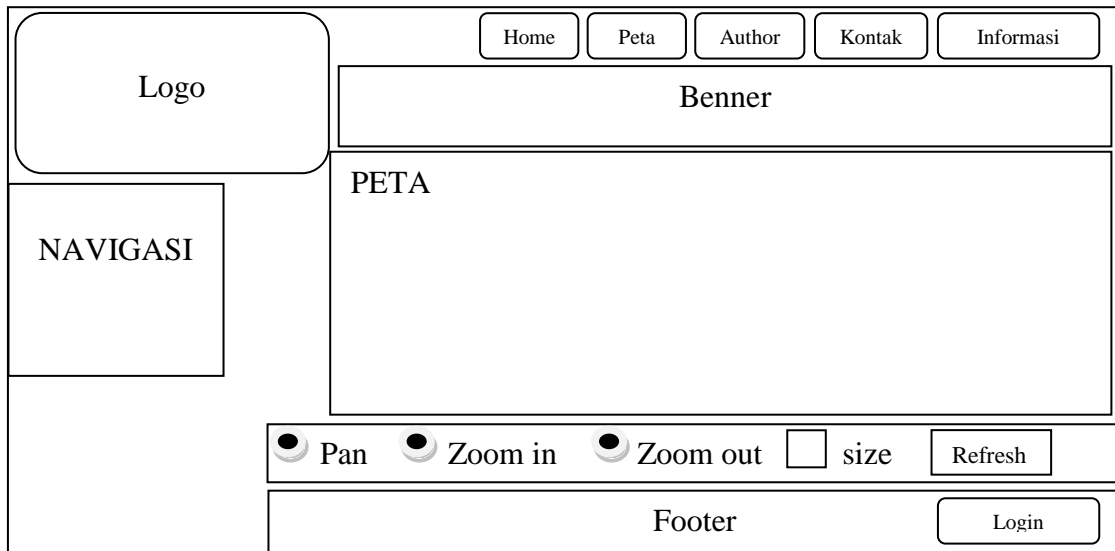 Home Peta Author Kontak Informasi
Logo
Benner
PETA
NAVIGASI
Pan Zoom in Zoom out size Refresh
Footer Login